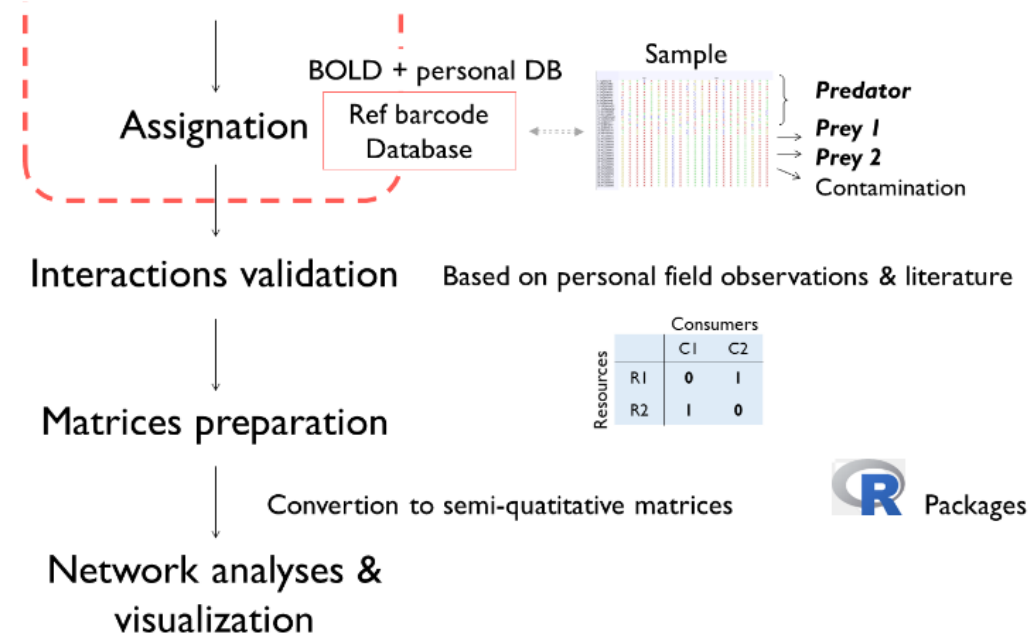 BOLD + personal DB
Assignation
Ref barcode
Database
Sample
Predator
Prey 1
Prey 2
Contamination
Interactions validation
Based on personal field observations & literature
Consumers
C1 C2
Resources
R1 0 1
R2 1 0
Matrices preparation
Convertion to semi-quatitative matrices
R
Packages
Network analyses &
visualization